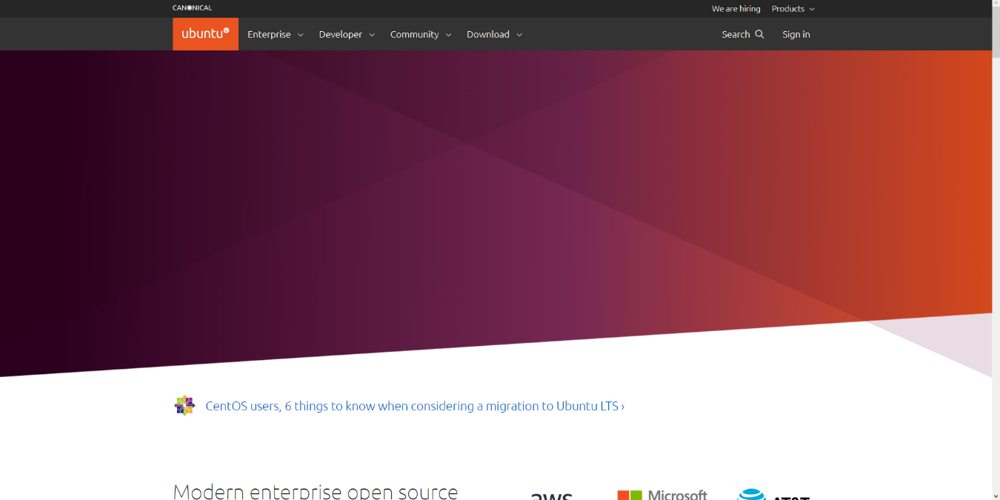 CANONICAL
We are hiring
Products
ubuntu
Enterprise
Developer
Community
Download
Search
Sign in
CentOS users, 6 things to know when considering a migration to Ubuntu LTS ›
Modern enterprise open source
aws
Microsoft
AT&T